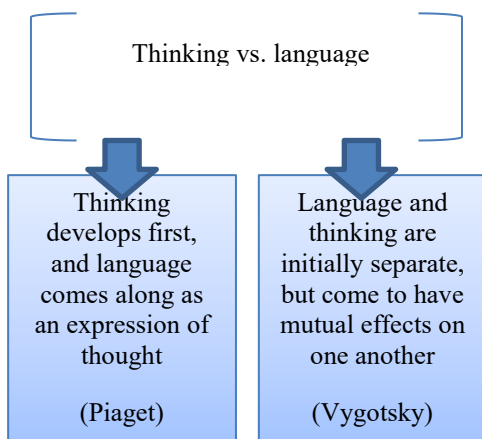 Thinking vs. language
Thinking
develops first,
and language
comes along as
an expression of
thought
(Piaget)
Language and
thinking are
initially separate,
but come to have
mutual effects on
one another
(Vygotsky)